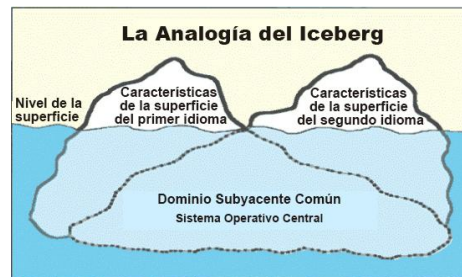 La Analogía del Iceberg
Nivel de la
superficie
Características
de la superficie
del primer idioma
Características
de la superficie
del segundo idioma
Dominio Subyacente Común
Sistema Operativo Central